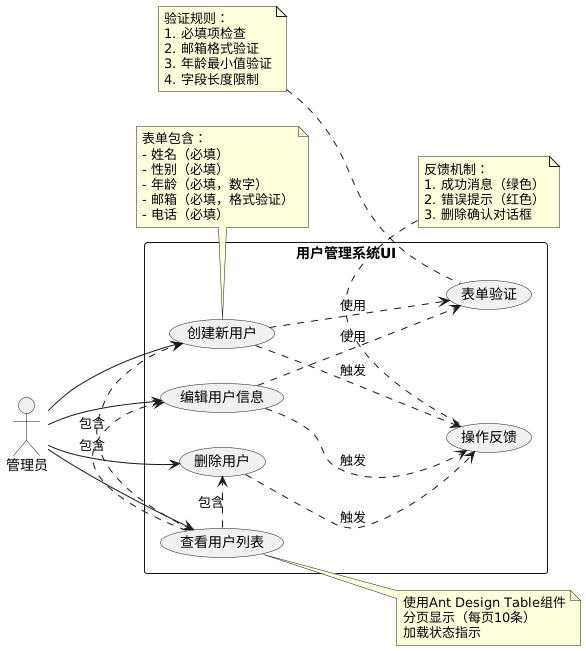 验证规则：
1. 必填项检查
2. 邮箱格式验证
3. 年龄最小值验证
4. 字段长度限制
表单包含：
- 姓名（必填）
- 性别（必填）
- 年龄（必填，数字）
- 邮箱（必填，格式验证）
- 电话（必填）
反馈机制：
1. 成功消息（绿色）
2. 错误提示（红色）
3. 删除确认对话框
用户管理系统UI
表单验证
使用
创建新用户
使用
触发
编辑用户信息
包含
操作反馈
包含
管理员
删除用户
触发
包含
触发
查看用户列表
使用Ant Design Table组件
分页显示（每页10条）
加载状态指示